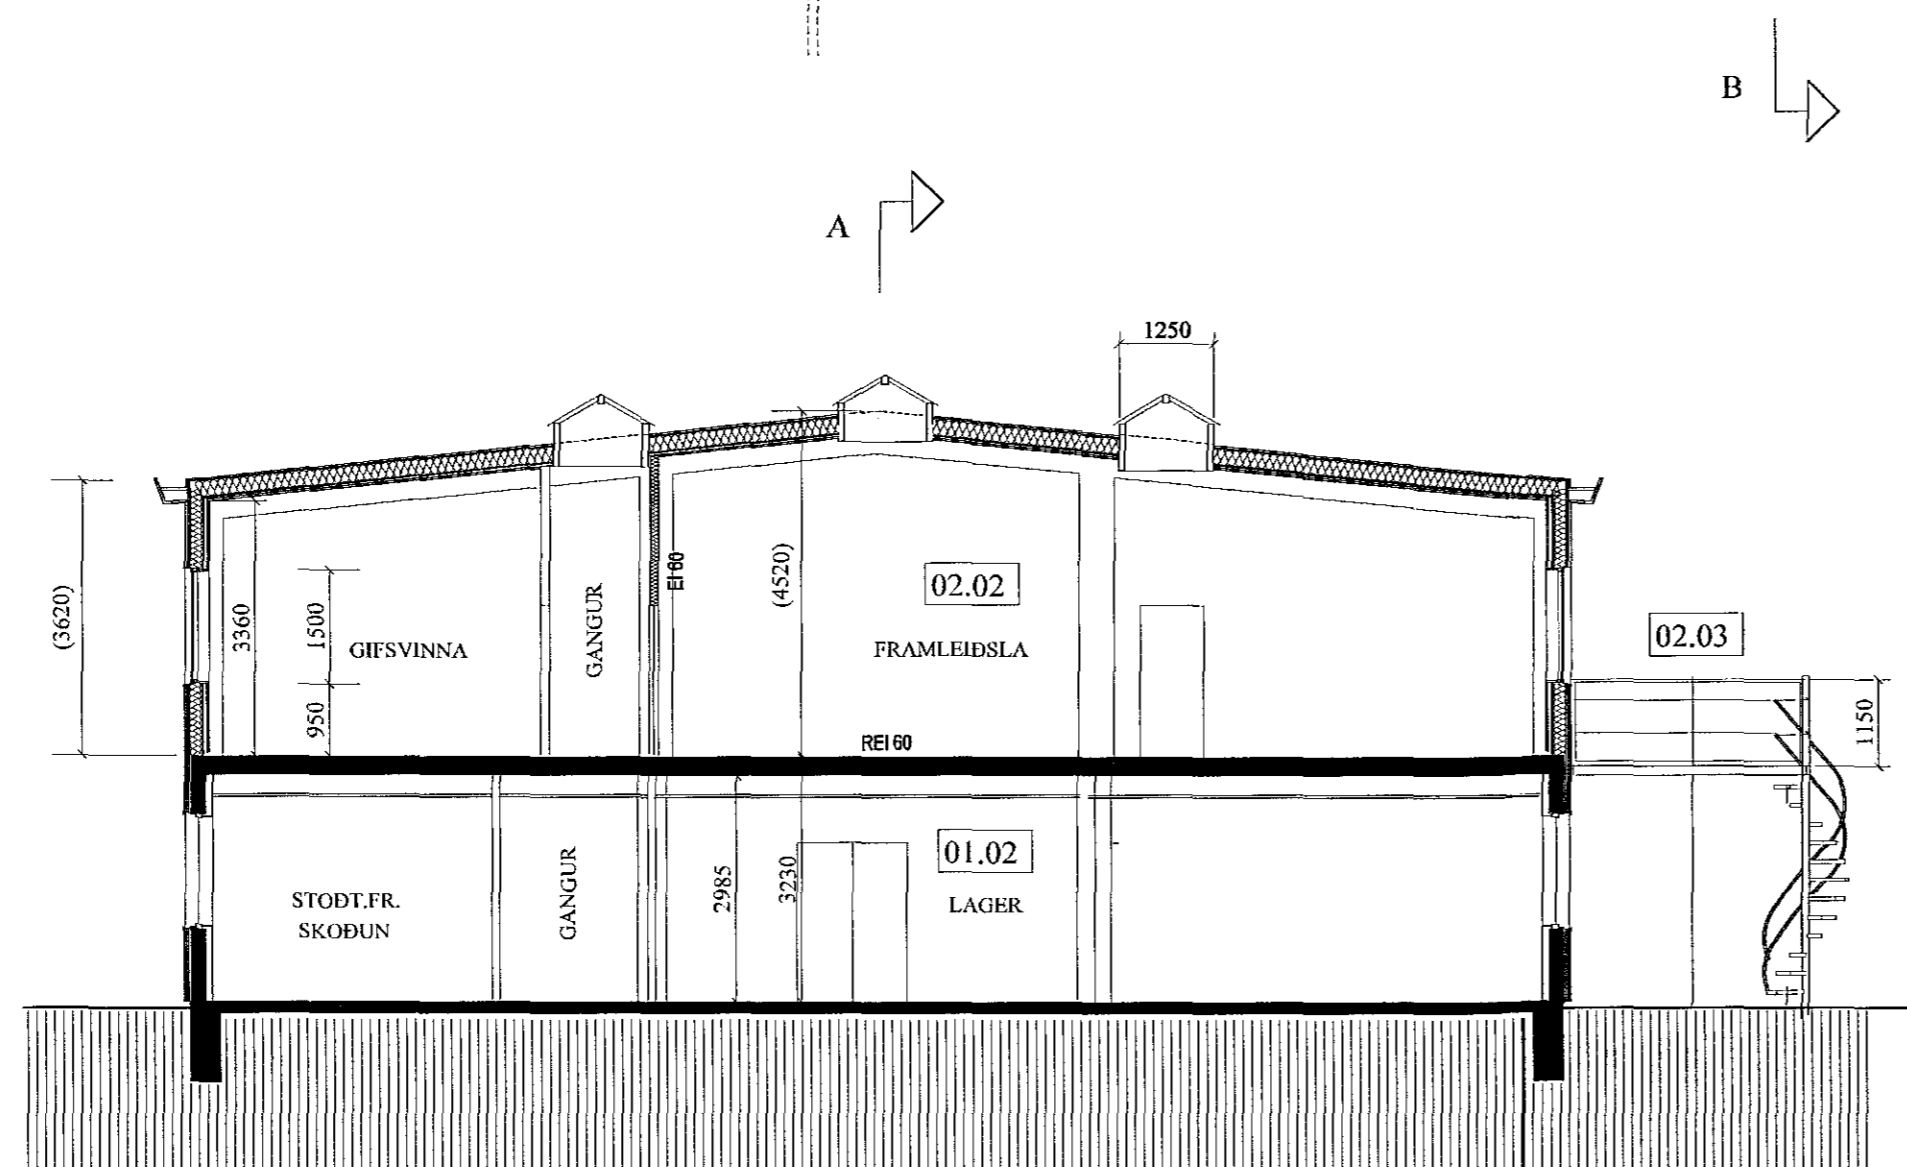 B
A
1250
(3620)
3360
1500
950
GIFSVINNA
GANGUR
EI 60
(4520)
02.02
FRAMLEIÐSLA
REI 60
02.03
1150
STOÐT.FR.
SKOÐUN
GANGUR
2985
3230
01.02
LAGER